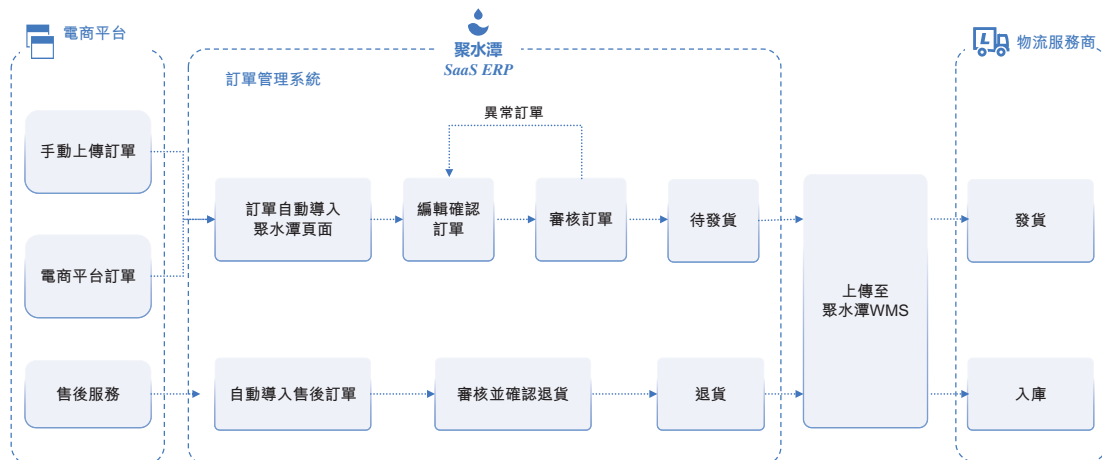 電商平台
聚水潭
SaaS ERP
物流服務商
訂單管理系統
異常訂單
手動上傳訂單
電商平台訂單
訂單自動導入
聚水潭頁面
編輯確認
訂單
審核訂單
待發貨
上傳至
聚水潭WMS
發貨
售後服務
自動導入售後訂單
審核並確認退貨
退貨
入庫